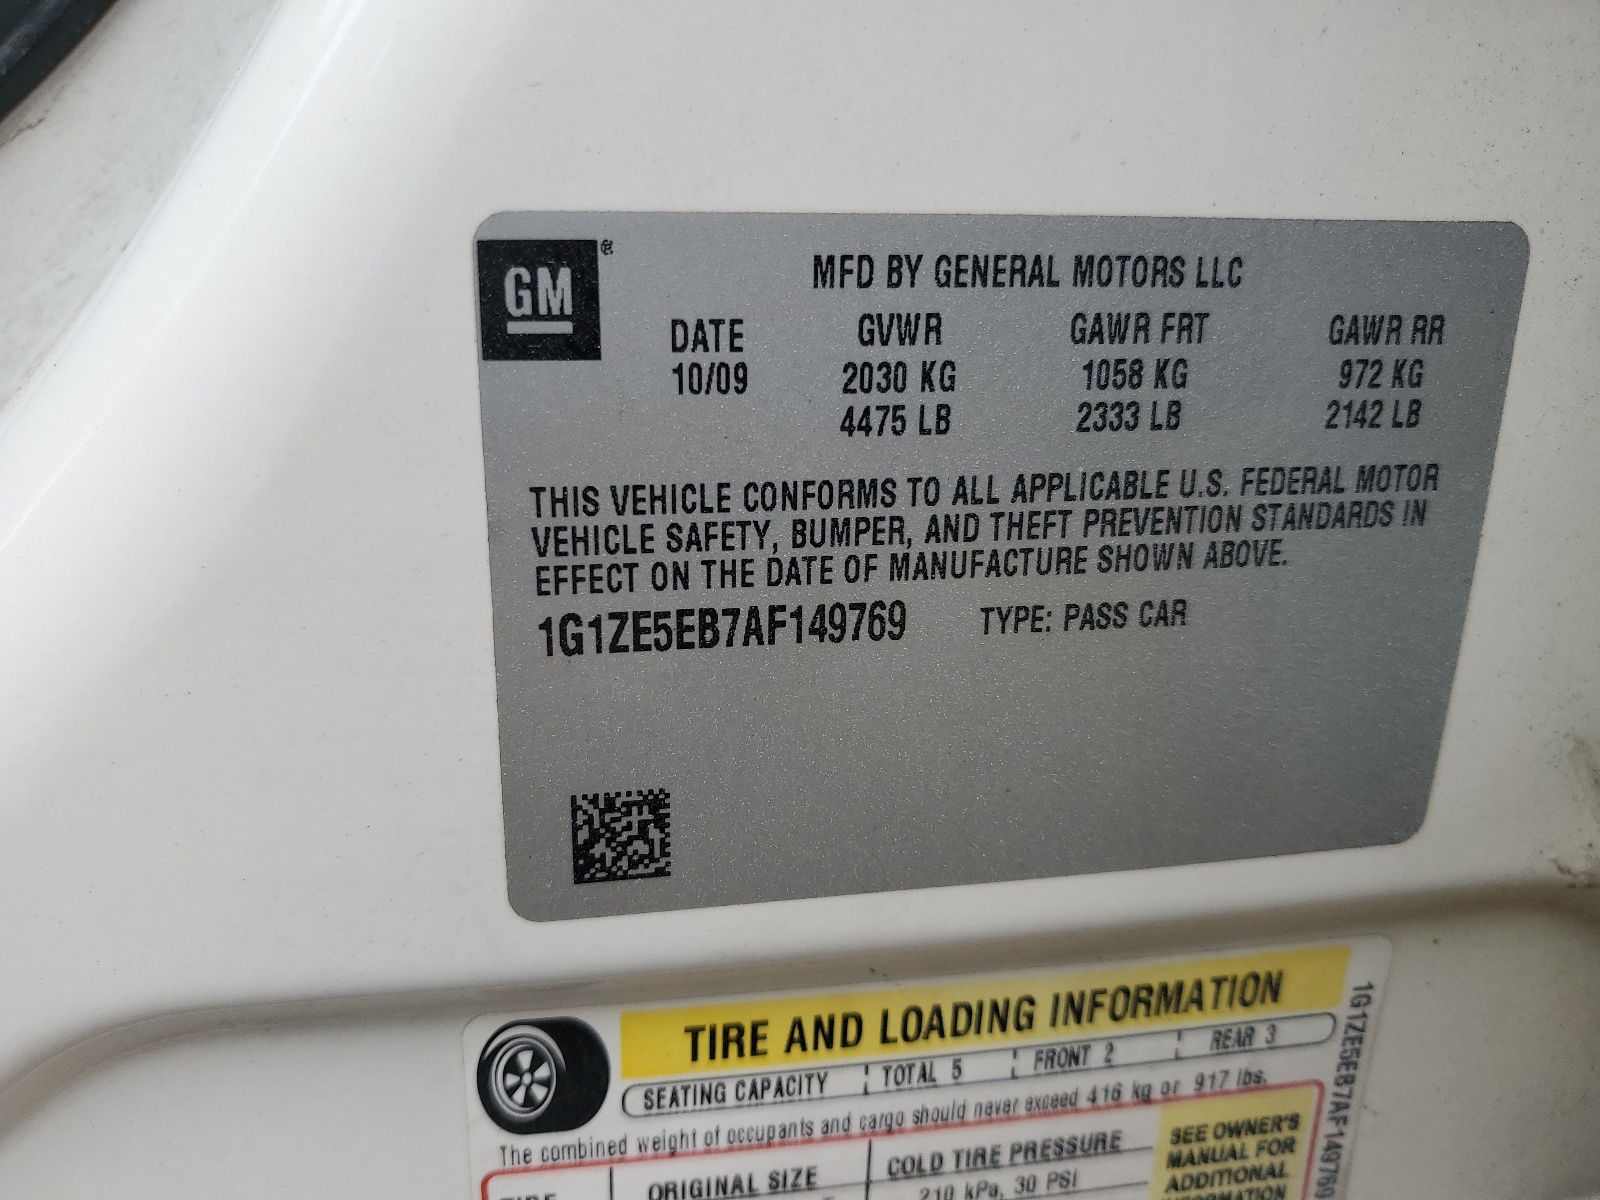 GM®
MFD BY GENERAL MOTORS LLC
DATE GVWR GAWR FRT GAWR RR
10/09 2030 KG 1058 KG 972 KG
4475 LB 2333 LB 2142 LB
THIS VEHICLE CONFORMS TO ALL APPLICABLE U.S. FEDERAL MOTOR
VEHICLE SAFETY, BUMPER, AND THEFT PREVENTION STANDARDS IN
EFFECT ON THE DATE OF MANUFACTURE SHOWN ABOVE.
1G1ZE5EB7AF149769 TYPE: PASS CAR
TIRE AND LOADING INFORMATION
SEATING CAPACITY TOTAL 5 FRONT 2 REAR 3
The combined weight of occupants and cargo should never exceed 416 kg or 917 lbs.
TIRE ORIGINAL SIZE COLD TIRE PRESSURE
210 kPa, 30 PSI
SEE OWNER'S
MANUAL FOR
ADDITIONAL
INFORMATION
1G1ZE5EB7AF149769